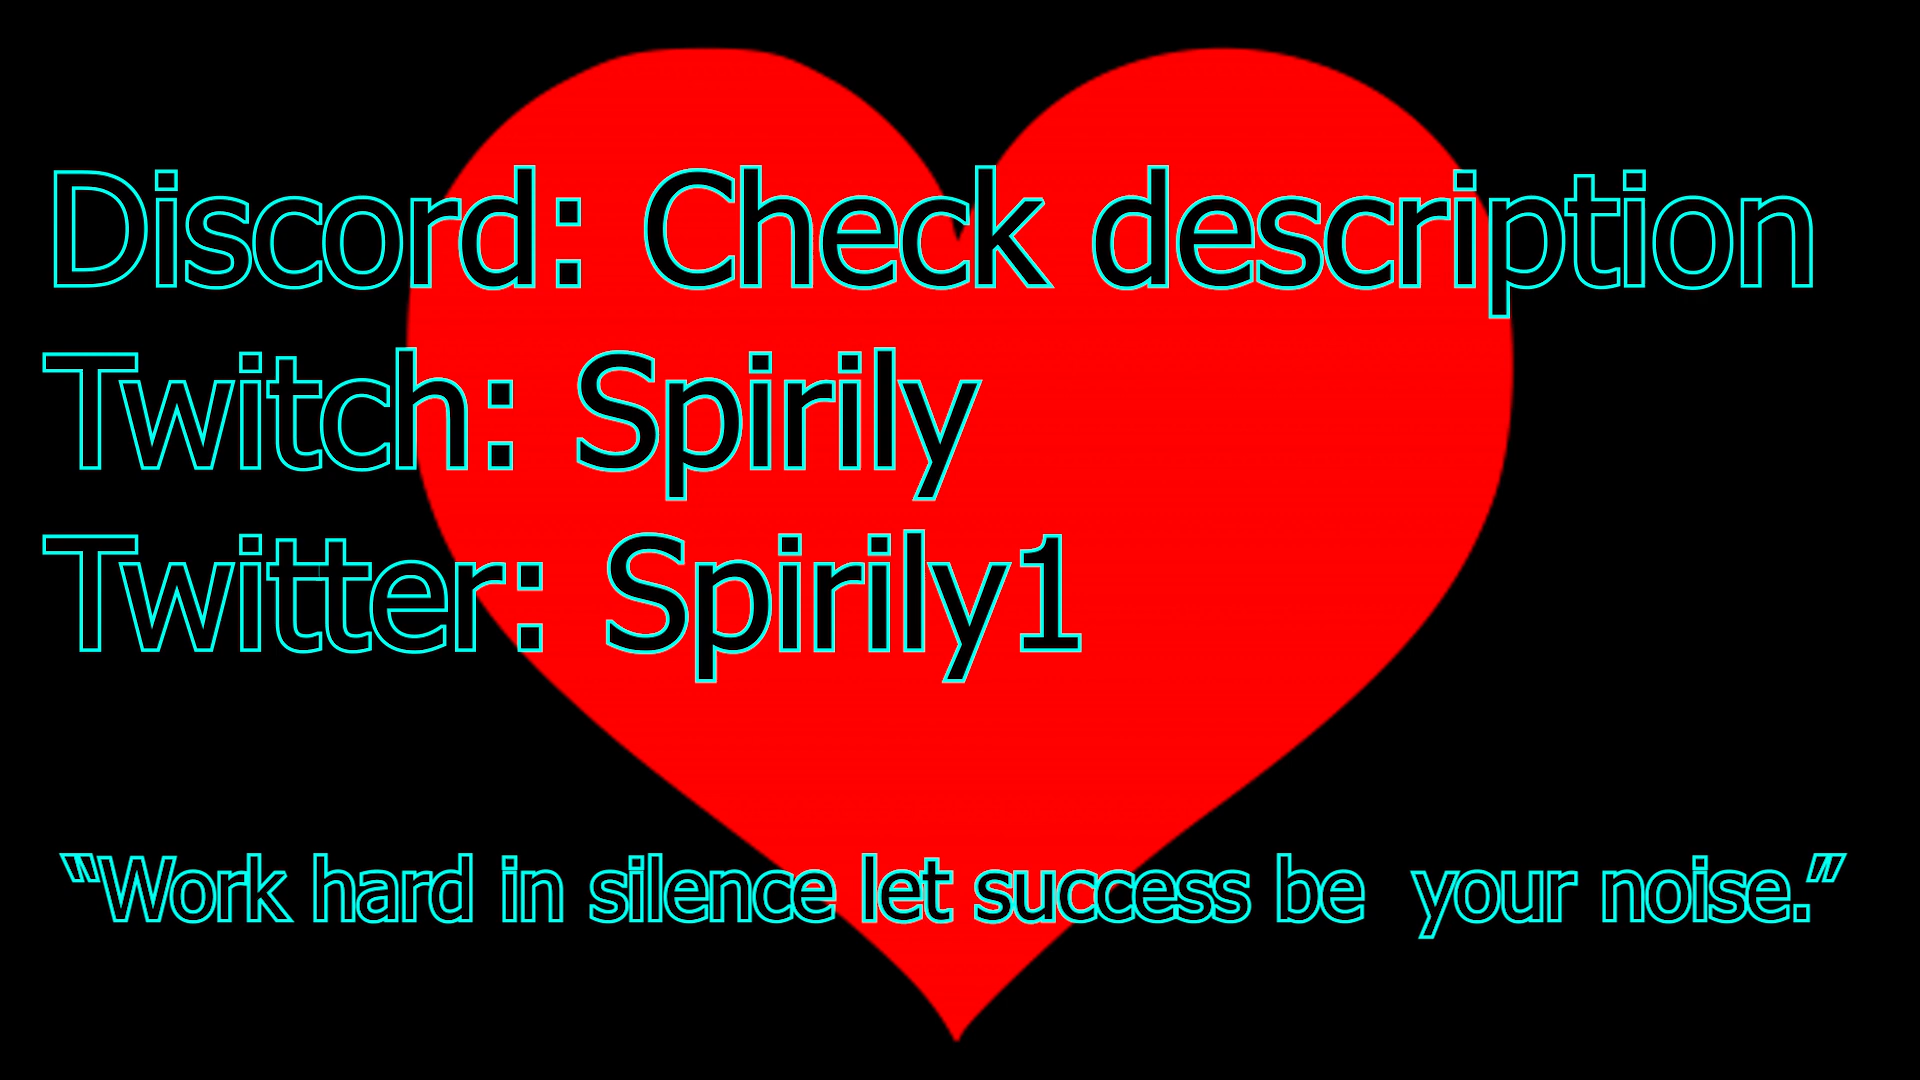 Discord: Check description
Twitch: Spirily
Twitter: Spirily1
“Work hard in silence let success be  your noise.”